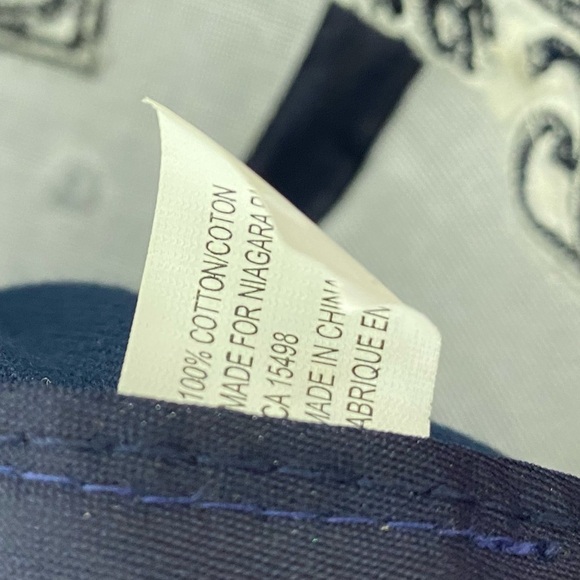 100% COTTON/COTON
MADE FOR NIAGARA
CA 15498
MADE IN CHINA
FABRIQUE EN